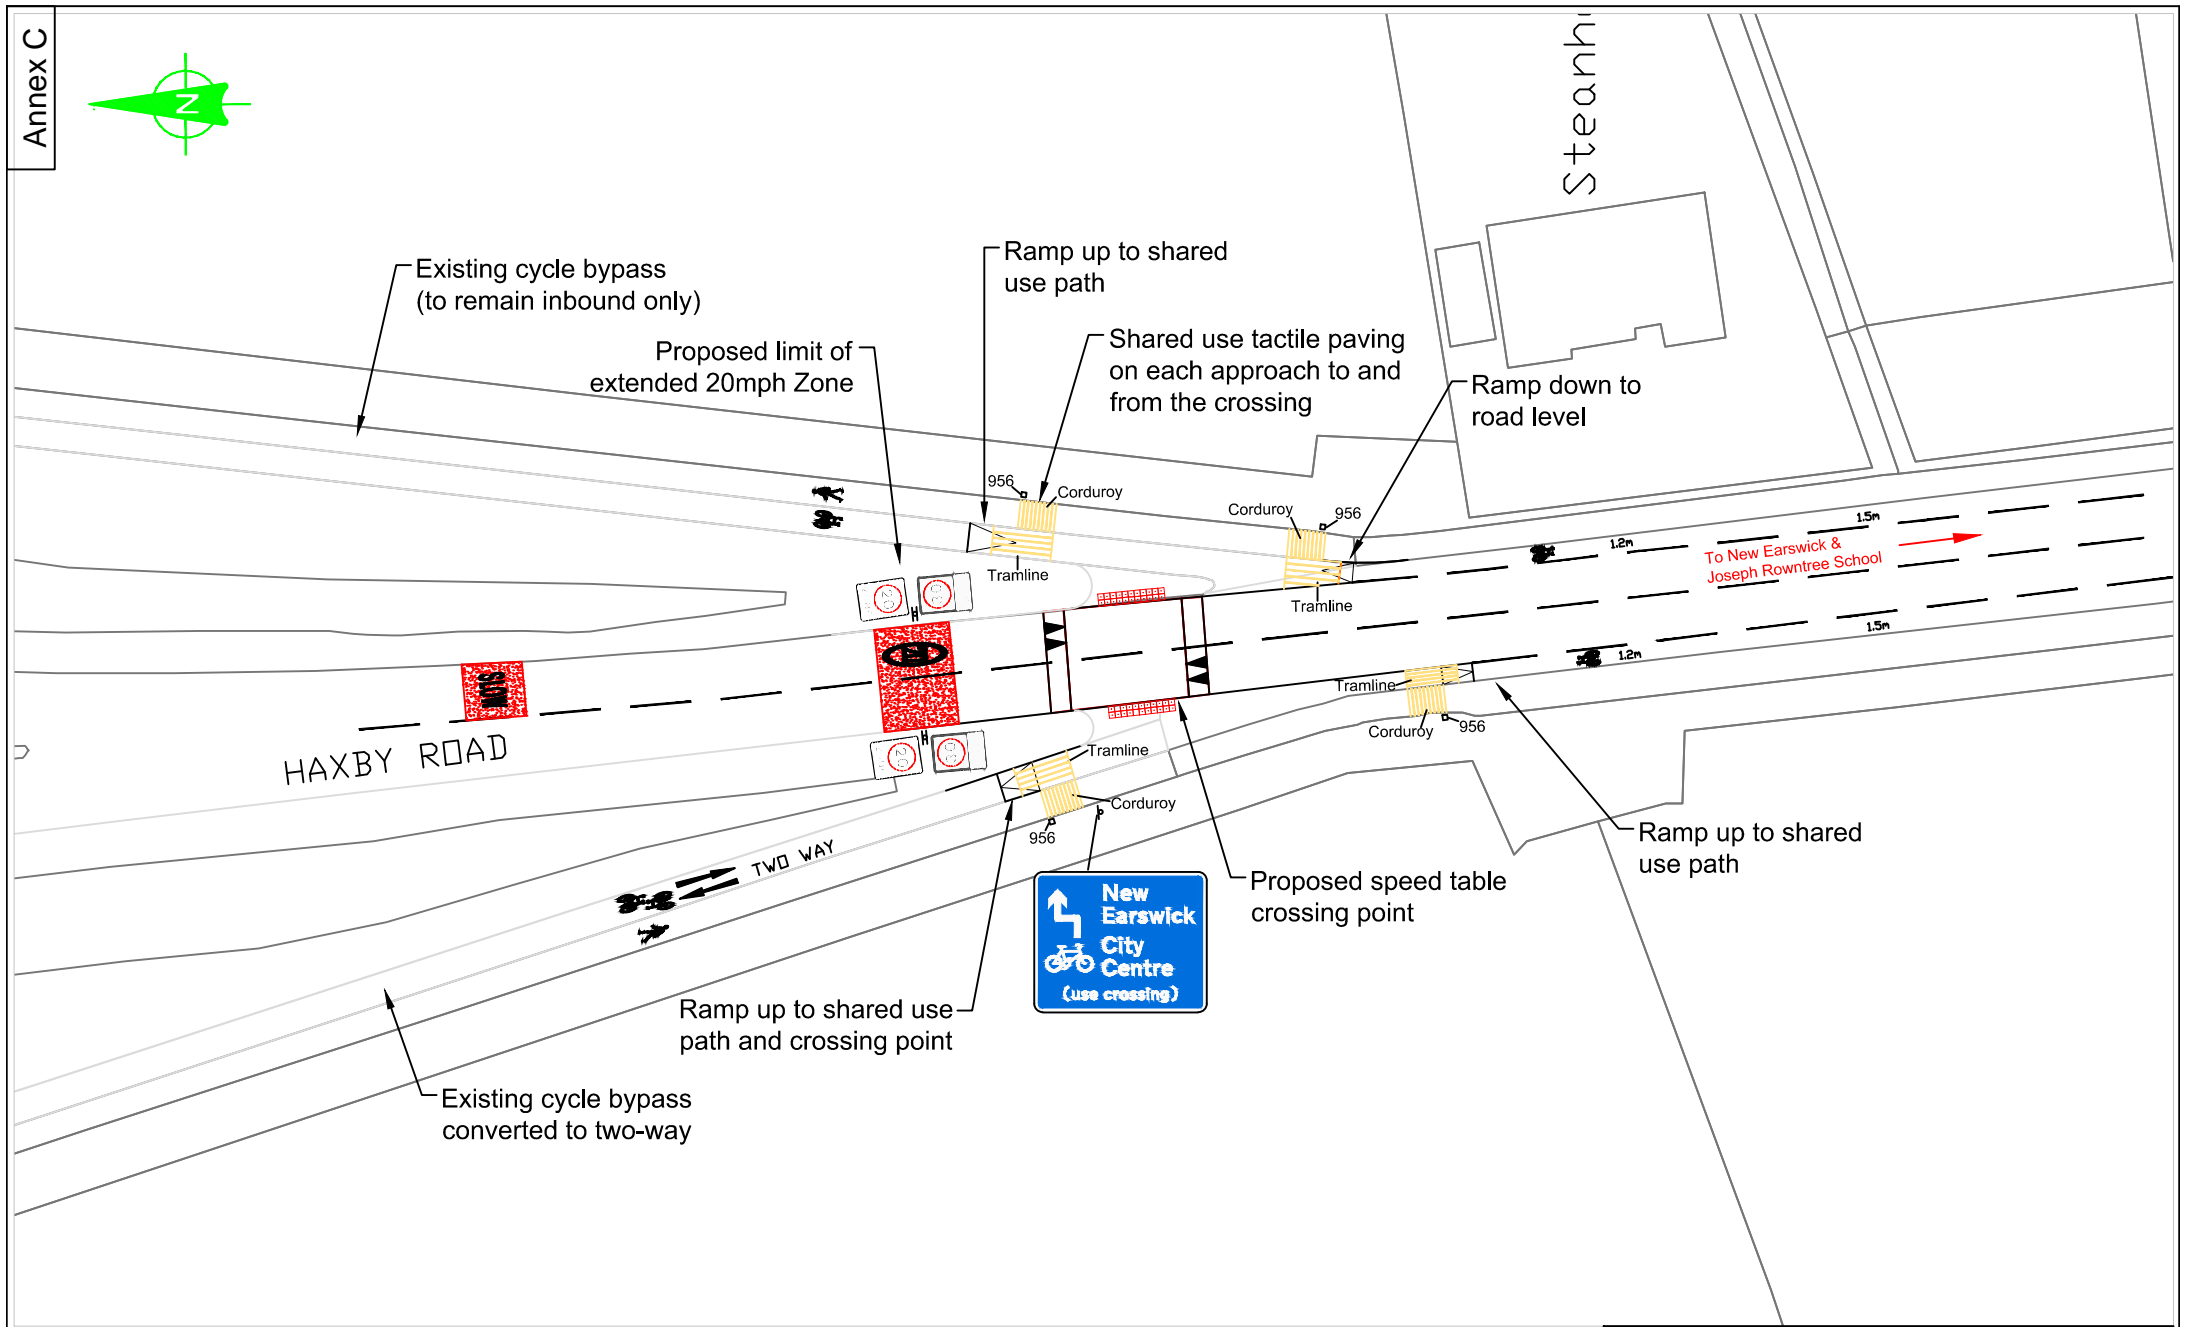 Annex C
N
Steanh
Existing cycle bypass
(to remain inbound only)
Ramp up to shared
use path
Proposed limit of
extended 20mph Zone
Shared use tactile paving
on each approach to and
from the crossing
Ramp down to
road level
956
Corduroy
Tramline
Corduroy
956
Tramline
1.5m
1.2m
To New Earswick &
Joseph Rowntree School
1.5m
1.2m
20
20
SLOW
HAXBY ROAD
Tramline
Corduroy
956
Tramline
Corduroy
956
TWO WAY
Ramp up to shared
use path
Proposed speed table
crossing point
New
Earswick
City
Centre
(use crossing)
Ramp up to shared use
path and crossing point
Existing cycle bypass
converted to two-way